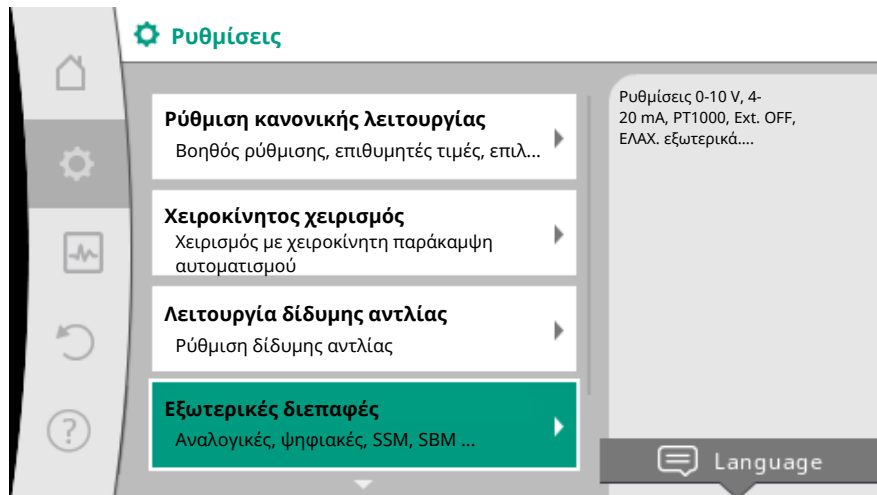 Ρυθμίσεις
Ρύθμιση κανονικής λειτουργίας
Βοηθός ρύθμισης, επιθυμητές τιμές, επιλ...
Χειροκίνητος χειρισμός
Χειρισμός με χειροκίνητη παράκαμψη
αυτοματισμού
Λειτουργία δίδυμης αντλίας
Ρύθμιση δίδυμης αντλίας
Εξωτερικές διεπαφές
Αναλογικές, ψηφιακές, SSM, SBM ...
Ρυθμίσεις 0-10 V, 4-
20 mA, PT1000, Ext. OFF,
ΕΛΑΧ. εξωτερικά....
Language